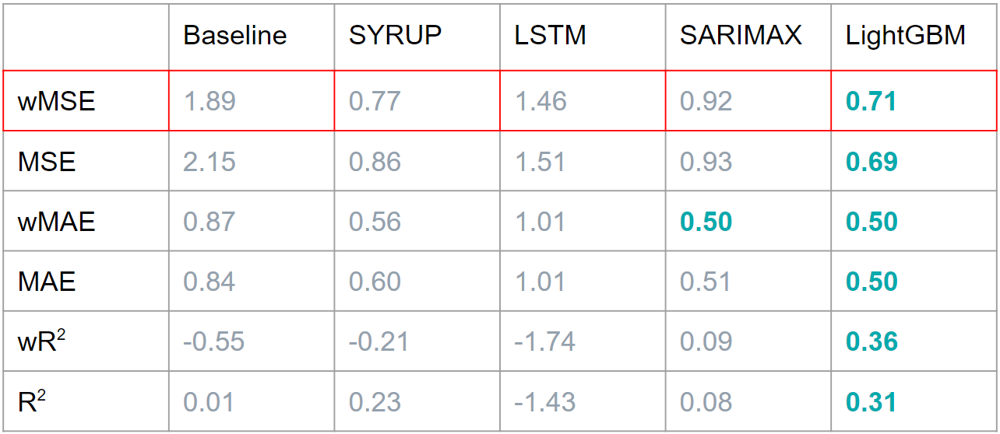 Baseline SYRUP LSTM SARIMAX LightGBM
wMSE 1.89 0.77 1.46 0.92 0.71
MSE 2.15 0.86 1.51 0.93 0.69
wMAE 0.87 0.56 1.01 0.50 0.50
MAE 0.84 0.60 1.01 0.51 0.50
wR² -0.55 -0.21 -1.74 0.09 0.36
R² 0.01 0.23 -1.43 0.08 0.31